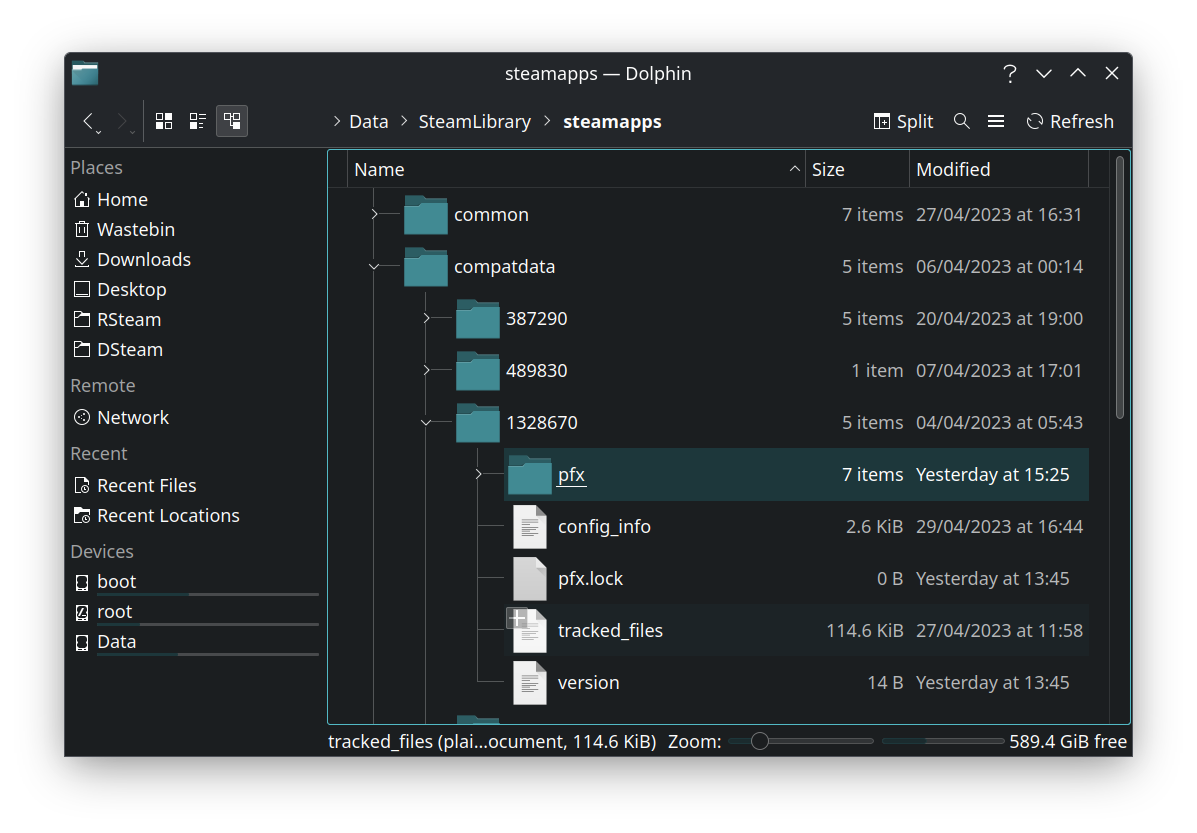 steamapps — Dolphin
Data SteamLibrary steamapps Split Refresh
Places
Home
Wastebin
Downloads
Desktop
RSteam
DSteam
Remote
Network
Recent
Recent Files
Recent Locations
Devices
boot
root
Data
Name Size Modified
common 7 items 27/04/2023 at 16:31
compatdata 5 items 06/04/2023 at 00:14
387290 5 items 20/04/2023 at 19:00
489830 1 item 07/04/2023 at 17:01
1328670 5 items 04/04/2023 at 05:43
pfx 7 items Yesterday at 15:25
config_info 2.6 KiB 29/04/2023 at 16:44
pfx.lock 0 B Yesterday at 13:45
tracked_files 114.6 KiB 27/04/2023 at 11:58
version 14 B Yesterday at 13:45
tracked_files (plai...ocument, 114.6 KiB) Zoom: 589.4 GiB free